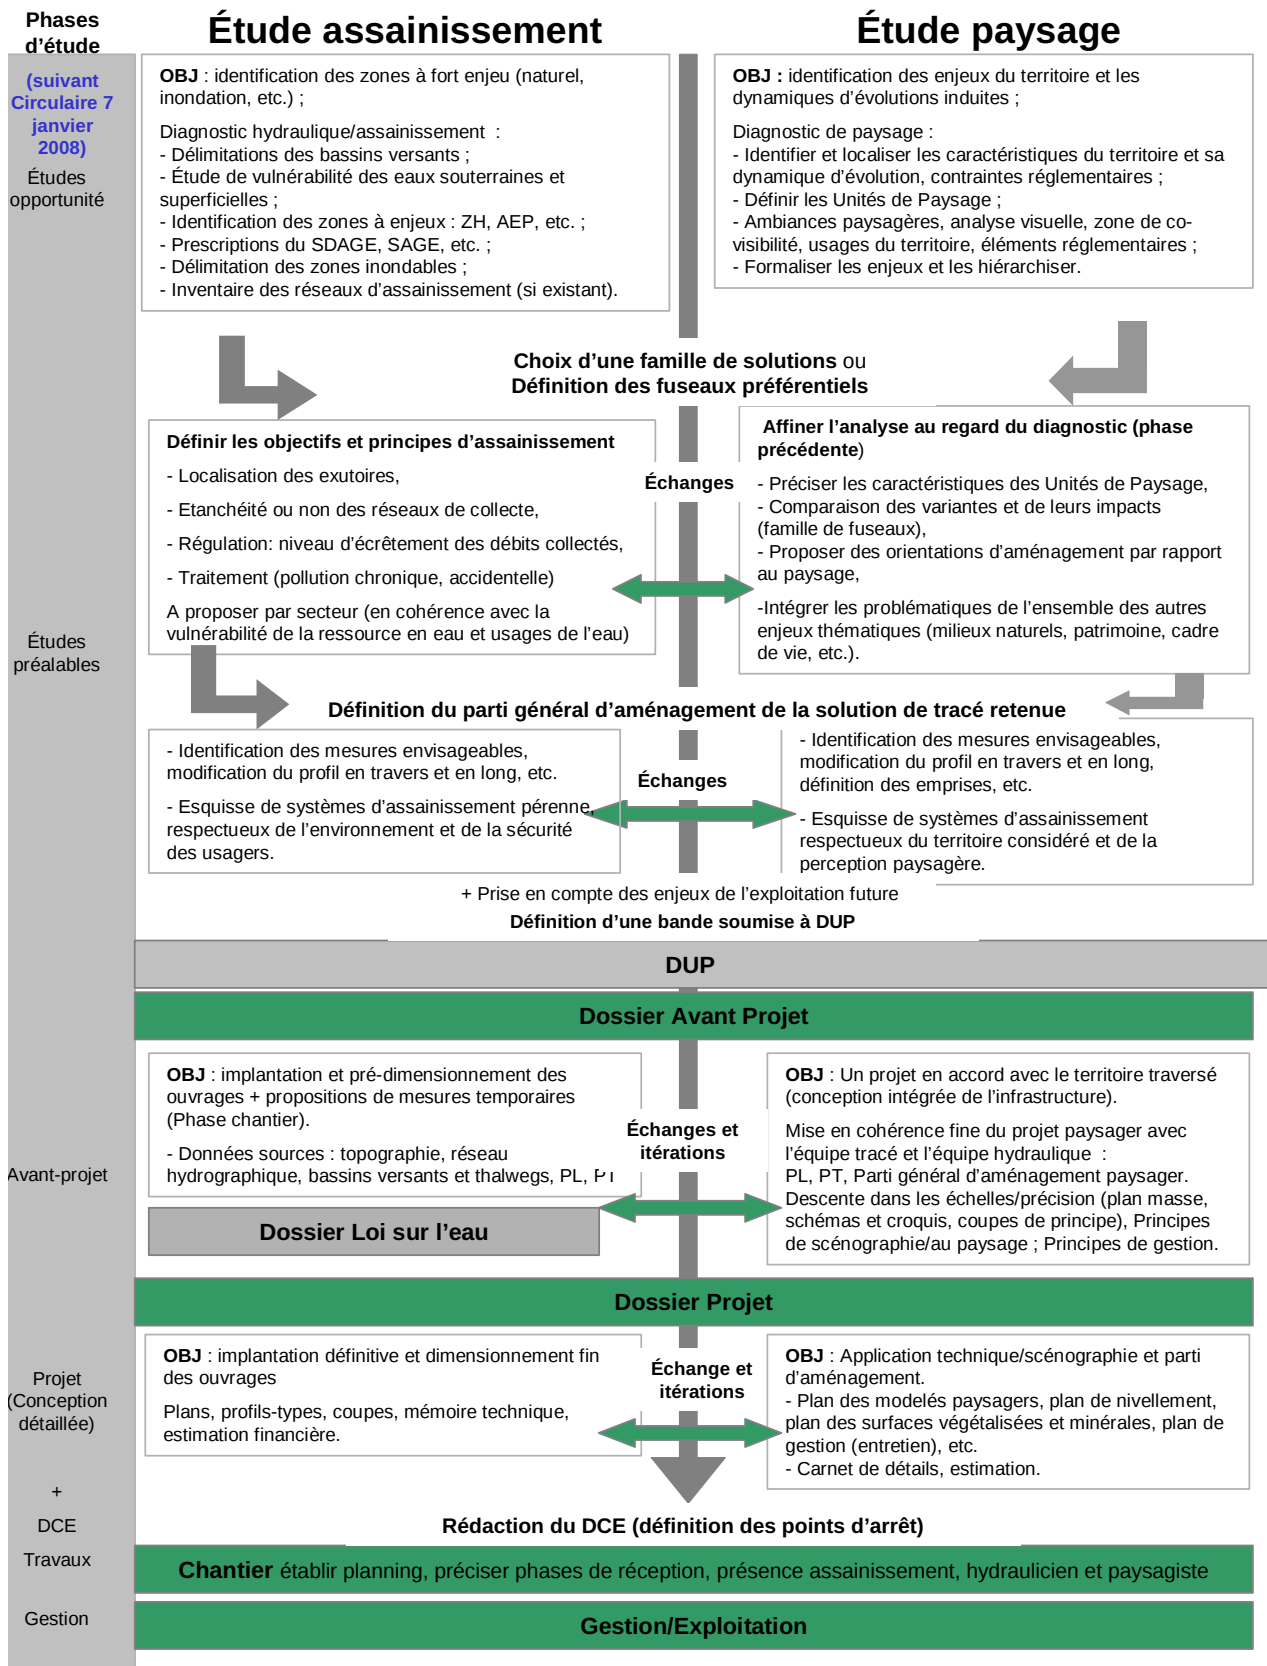 Phases
d’étude
Étude assainissement
Étude paysage
(suivant
Circulaire 7
janvier
2008)
Études
opportunité
OBJ : identification des zones à fort enjeu (naturel,
inondation, etc.) ;
Diagnostic hydraulique/assainissement :
- Délimitations des bassins versants ;
- Étude de vulnérabilité des eaux souterraines et
superficielles ;
- Identification des zones à enjeux : ZH, AEP, etc. ;
- Prescriptions du SDAGE, SAGE, etc. ;
- Délimitation des zones inondables ;
- Inventaire des réseaux d’assainissement (si existant).
OBJ : identification des enjeux du territoire et les
dynamiques d’évolutions induites ;
Diagnostic de paysage :
- Identifier et localiser les caractéristiques du territoire et sa
dynamique d’évolution, contraintes réglementaires ;
- Définir les Unités de Paysage ;
- Ambiances paysagères, analyse visuelle, zone de co-
visibilité, usages du territoire, éléments réglementaires ;
- Formaliser les enjeux et les hiérarchiser.
Choix d’une famille de solutions ou
Définition des fuseaux préférentiels
Études
préalables
Définir les objectifs et principes d’assainissement
- Localisation des exutoires,
- Etanchéité ou non des réseaux de collecte,
- Régulation: niveau d’écrêtement des débits collectés,
- Traitement (pollution chronique, accidentelle)
A proposer par secteur (en cohérence avec la
vulnérabilité de la ressource en eau et usages de l’eau)
Échanges
Affiner l’analyse au regard du diagnostic (phase
précédente)
- Préciser les caractéristiques des Unités de Paysage,
- Comparaison des variantes et de leurs impacts
(famille de fuseaux),
- Proposer des orientations d’aménagement par rapport
au paysage,
-Intégrer les problématiques de l’ensemble des autres
enjeux thématiques (milieux naturels, patrimoine, cadre
de vie, etc.).
Définition du parti général d’aménagement de la solution de tracé retenue
- Identification des mesures envisageables,
modification du profil en travers et en long, etc.
- Esquisse de systèmes d’assainissement pérenne,
respectueux de l’environnement et de la sécurité
des usagers.
Échanges
- Identification des mesures envisageables,
modification du profil en travers et en long,
définition des emprises, etc.
- Esquisse de systèmes d’assainissement
respectueux du territoire considéré et de la
perception paysagère.
+ Prise en compte des enjeux de l’exploitation future
Définition d’une bande soumise à DUP
DUP
Dossier Avant Projet
Avant-projet
OBJ : implantation et pré-dimensionnement des
ouvrages + propositions de mesures temporaires
(Phase chantier).
- Données sources : topographie, réseau
hydrographique, bassins versants et thalwegs, PL, PT
Dossier Loi sur l’eau
Échanges et
itérations
OBJ : Un projet en accord avec le territoire traversé
(conception intégrée de l’infrastructure).
Mise en cohérence fine du projet paysager avec
l’équipe tracé et l’équipe hydraulique :
PL, PT, Parti général d’aménagement paysager.
Descente dans les échelles/précision (plan masse,
schémas et croquis, coupes de principe), Principes
de scénographie/au paysage ; Principes de gestion.
Dossier Projet
Projet
(Conception
détaillée)
OBJ : implantation définitive et dimensionnement fin
des ouvrages
Plans, profils-types, coupes, mémoire technique,
estimation financière.
Échange et
itérations
OBJ : Application technique/scénographie et parti
d’aménagement.
- Plan des modelés paysagers, plan de nivellement,
plan des surfaces végétalisées et minérales, plan de
gestion (entretien), etc.
- Carnet de détails, estimation.
+
DCE
Rédaction du DCE (définition des points d’arrêt)
Travaux
Chantier établir planning, préciser phases de réception, présence assainissement, hydraulicien et paysagiste
Gestion
Gestion/Exploitation